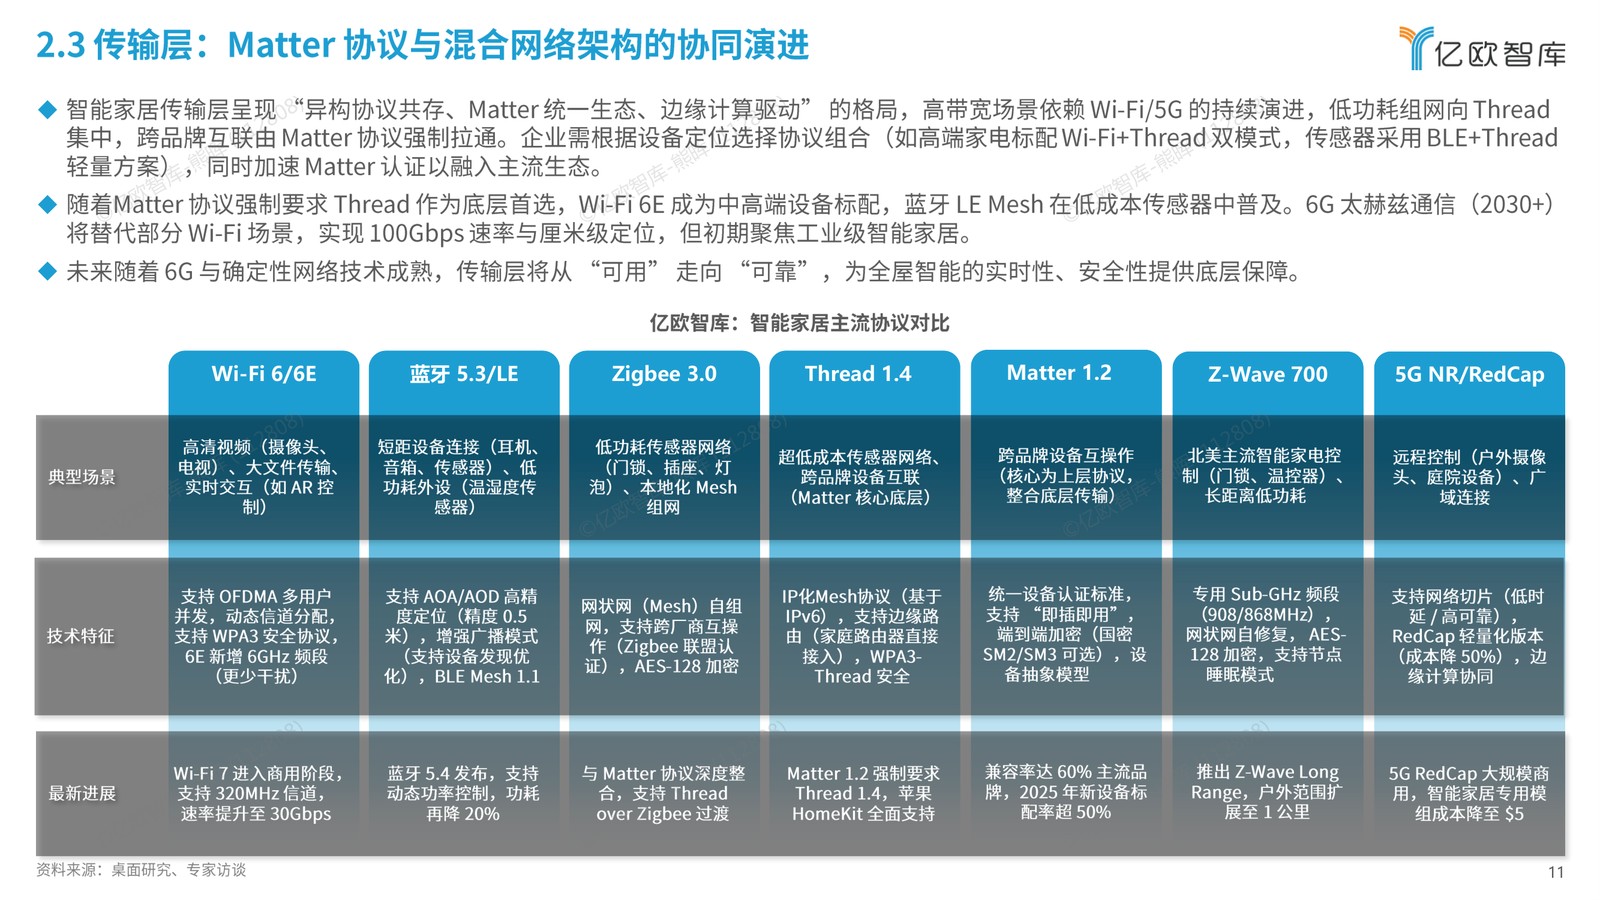 2.3 传输层：Matter 协议与混合网络架构的协同演进
亿欧智库
◆ 智能家居传输层呈现 “异构协议共存、Matter 统一生态、边缘计算驱动” 的格局，高带宽场景依赖 Wi-Fi/5G 的持续演进，低功耗组网向 Thread
集中，跨品牌互联由 Matter 协议强制拉通。企业需根据设备定位选择协议组合（如高端家电标配 Wi-Fi+Thread 双模式，传感器采用 BLE+Thread
轻量方案），同时加速 Matter 认证以融入主流生态。
◆ 随着Matter 协议强制要求 Thread 作为底层首选，Wi-Fi 6E 成为中高端设备标配，蓝牙 LE Mesh 在低成本传感器中普及。6G 太赫兹通信（2030+）
将替代部分 Wi-Fi 场景，实现 100Gbps 速率与厘米级定位，但初期聚焦工业级智能家居。
◆ 未来随着 6G 与确定性网络技术成熟，传输层将从 “可用” 走向 “可靠”，为全屋智能的实时性、安全性提供底层保障。
亿欧智库：智能家居主流协议对比
Wi-Fi 6/6E
蓝牙 5.3/LE
Zigbee 3.0
Thread 1.4
Matter 1.2
Z-Wave 700
5G NR/RedCap
典型场景
高清视频（摄像头、
电视）、大文件传输、
实时交互（如 AR 控
制）
短距设备连接（耳机、
音箱、传感器）、低
功耗外设（温湿度传
感器）
低功耗传感器网络
（门锁、插座、灯
泡）、本地化 Mesh
组网
超低成本传感器网络、
跨品牌设备互联
（Matter 核心底层）
跨品牌设备互操作
（核心为上层协议，
整合底层传输）
北美主流智能家电控
制（门锁、温控器）、
长距离低功耗
远程控制（户外摄像
头、庭院设备）、广
域连接
技术特征
支持 OFDMA 多用户
并发，动态信道分配，
支持 WPA3 安全协议，
6E 新增 6GHz 频段
（更少干扰）
支持 AOA/AOD 高精
度定位（精度 0.5
米），增强广播模式
（支持设备发现优
化），BLE Mesh 1.1
网状网（Mesh）自组
网，支持跨厂商互操
作（Zigbee 联盟认
证），AES-128 加密
IP化Mesh协议（基于
IPv6），支持边缘路
由（家庭路由器直接
接入），WPA3-
Thread 安全
统一设备认证标准，
支持 “即插即用”，
端到端加密（国密
SM2/SM3 可选），设
备抽象模型
专用 Sub-GHz 频段
（908/868MHz），
网状网自修复， AES-
128 加密，支持节点
睡眠模式
支持网络切片（低时
延 / 高可靠），
RedCap 轻量化版本
（成本降 50%），边
缘计算协同
最新进展
Wi-Fi 7 进入商用阶段，
支持 320MHz 信道，
速率提升至 30Gbps
蓝牙 5.4 发布，支持
动态功率控制，功耗
再降 20%
与 Matter 协议深度整
合，支持 Thread
over Zigbee 过渡
Matter 1.2 强制要求
Thread 1.4，苹果
HomeKit 全面支持
兼容率达 60% 主流品
牌，2025 年新设备标
配率超 50%
推出 Z-Wave Long
Range，户外范围扩
展至 1 公里
5G RedCap 大规模商
用，智能家居专用模
组成本降至 $5
资料来源：桌面研究、专家访谈
11